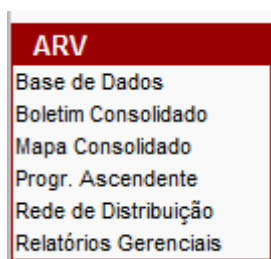 ARV
Base de Dados
Boletim Consolidado
Mapa Consolidado
Progr. Ascendente
Rede de Distribuição
Relatórios Gerenciais